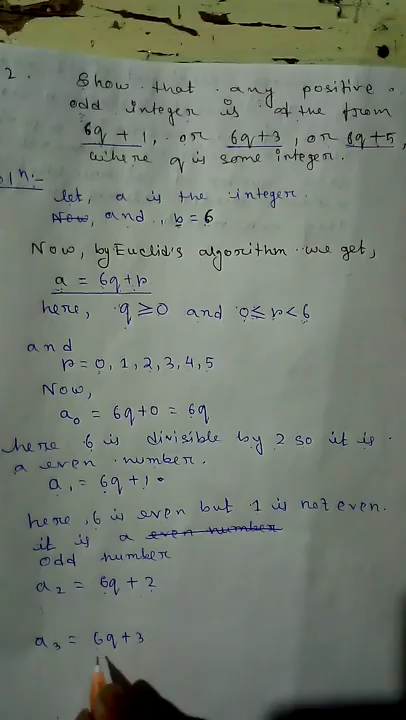 2. Show that any positive
odd integer is of the from
6q + 1, or 6q+3, or 6q+5,
where q is some integer.
let, a is the integer.
Now, and, b = 6
Now, by Euclid's algorithm we get,
a = 6q+r
here, q ≥ 0 and 0 ≤ r < 6
and
r = 0, 1, 2, 3, 4, 5
Now,
a₀ = 6q+0 = 6q
here 6 is divisible by 2 so it is
a even number.
a₁ = 6q+1
here, 6 is even but 1 is not even.
it is a even number
odd number
a₂ = 6q + 2
a₃ = 6q+3